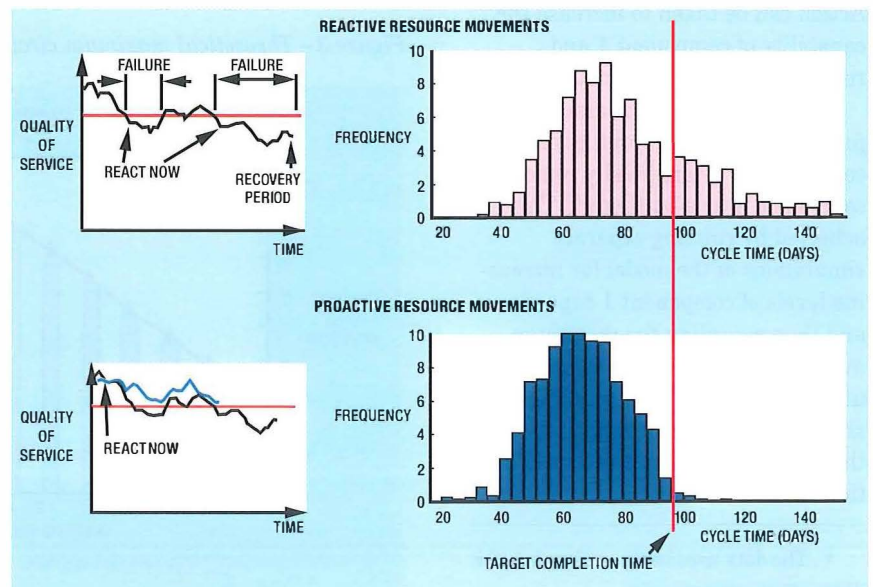 REACTIVE RESOURCE MOVEMENTS
FAILURE
FAILURE
QUALITY
OF
SERVICE
REACT NOW
RECOVERY
PERIOD
TIME
FREQUENCY
10
8
6
4
2
0
20 40 60 80 100 120 140
CYCLE TIME (DAYS)
PROACTIVE RESOURCE MOVEMENTS
QUALITY
OF
SERVICE
REACT NOW
TIME
FREQUENCY
10
8
6
4
2
0
20 40 60 80 100 120 140
CYCLE TIME (DAYS)
TARGET COMPLETION TIME